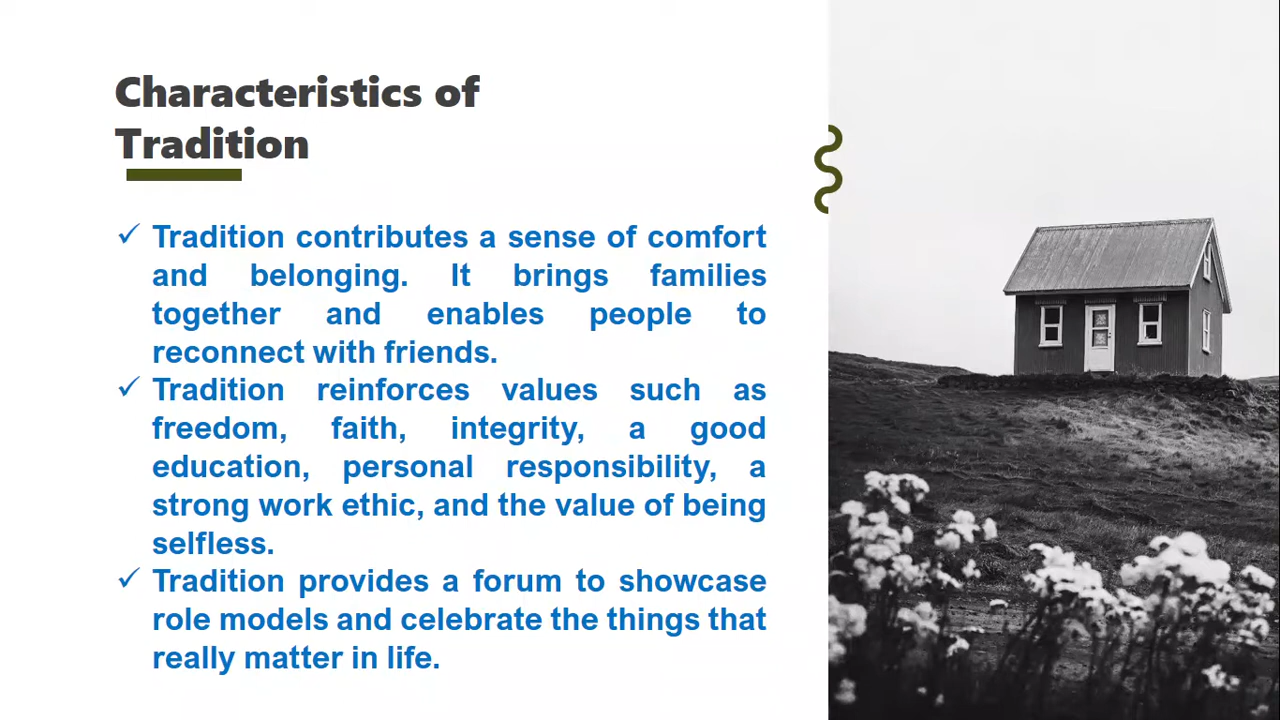 Characteristics of
Tradition
✓ Tradition contributes a sense of comfort
and belonging. It brings families
together and enables people to
reconnect with friends.
✓ Tradition reinforces values such as
freedom, faith, integrity, a good
education, personal responsibility, a
strong work ethic, and the value of being
selfless.
✓ Tradition provides a forum to showcase
role models and celebrate the things that
really matter in life.